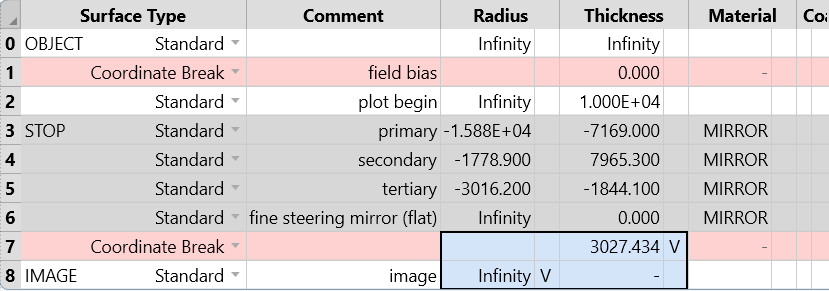 Surface Type Comment Radius Thickness Material Co
0 OBJECT Standard Infinity Infinity
1 Coordinate Break field bias 0.000 -
2 Standard plot begin Infinity 1.000E+04
3 STOP Standard primary -1.588E+04 -7169.000 MIRROR
4 Standard secondary -1778.900 7965.300 MIRROR
5 Standard tertiary -3016.200 -1844.100 MIRROR
6 Standard fine steering mirror (flat) Infinity 0.000 MIRROR
7 Coordinate Break 3027.434 V -
8 IMAGE Standard image Infinity V -